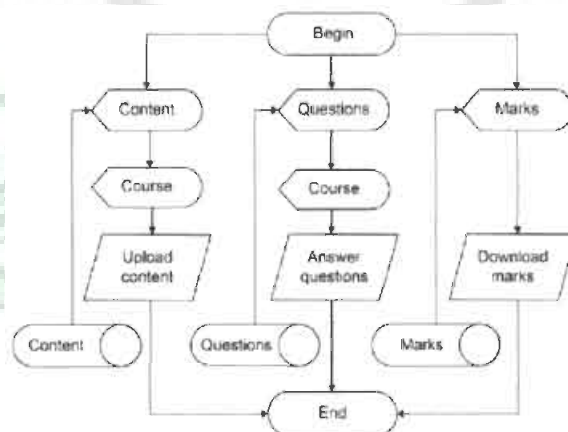 Begin
Content
Questions
Marks
Course
Course
Upload
content
Answer
questions
Download
marks
Content
Questions
Marks
End